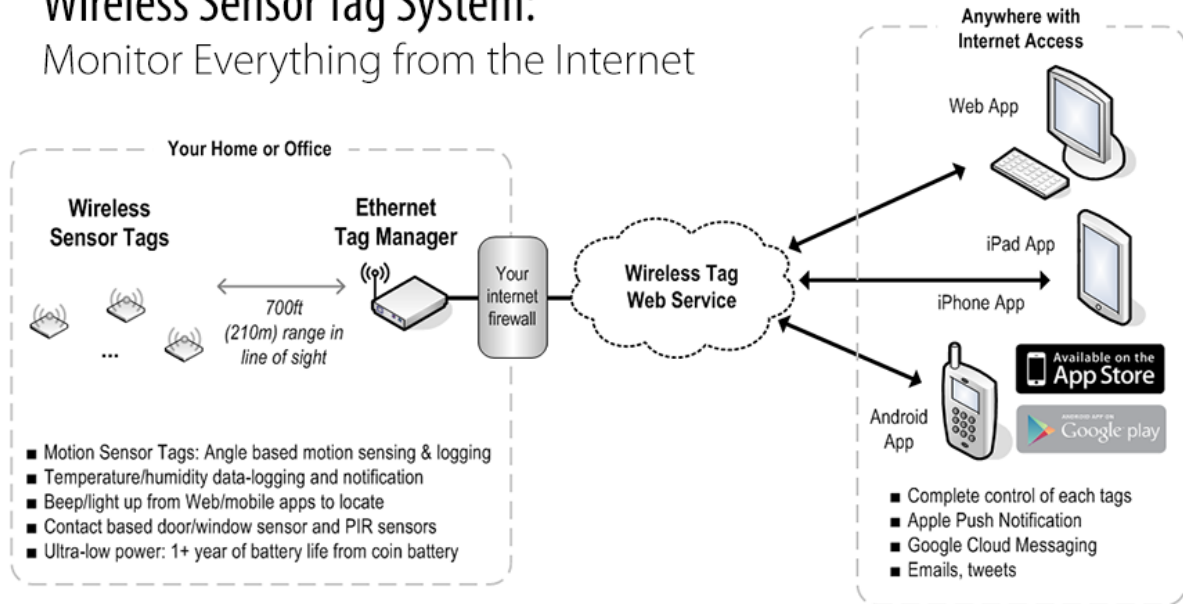 Wireless Sensor Tag System:
Monitor Everything from the Internet
Your Home or Office
Wireless
Sensor Tags
...
700ft
(210m) range in
line of sight
Ethernet
Tag Manager
Your
internet
firewall
Wireless Tag
Web Service
■ Motion Sensor Tags: Angle based motion sensing & logging
■ Temperature/humidity data-logging and notification
■ Beep/light up from Web/mobile apps to locate
■ Contact based door/window sensor and PIR sensors
■ Ultra-low power: 1+ year of battery life from coin battery
Anywhere with
Internet Access
Web App
iPad App
iPhone App
Android
App
Available on the
App Store
ANDROID APP ON
Google play
■ Complete control of each tags
■ Apple Push Notification
■ Google Cloud Messaging
■ Emails, tweets